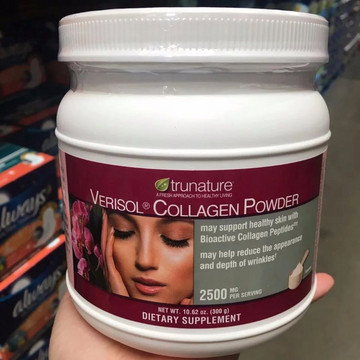 trunature®
A FRESH APPROACH TO HEALTHY LIVING
VERISOL® COLLAGEN POWDER
may support healthy skin with
Bioactive Collagen Peptides™*
may help reduce the appearance
and depth of wrinkles*
2500 MG
PER SERVING
NET WT. 10.62 oz. (300 g)
DIETARY SUPPLEMENT
always
always